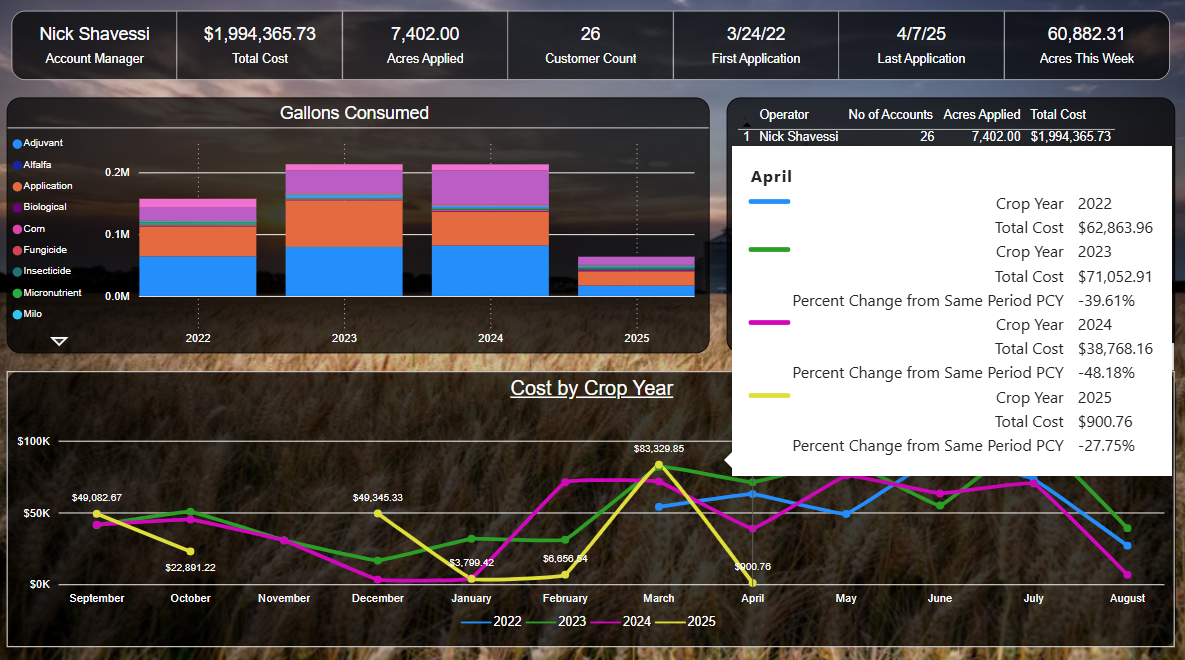 Nick Shavessi
Account Manager
$1,994,365.73
Total Cost
7,402.00
Acres Applied
26
Customer Count
3/24/22
First Application
4/7/25
Last Application
60,882.31
Acres This Week
Gallons Consumed
Adjuvant
Alfalfa
Application
Biological
Corn
Fungicide
Insecticide
Micronutrient
Milo
0.2M
0.1M
0.0M
2022 2023 2024 2025
Operator No of Accounts Acres Applied Total Cost
1 Nick Shavessi 26 7,402.00 $1,994,365.73
April
Crop Year 2022
Total Cost $62,863.96
Crop Year 2023
Total Cost $71,052.91
Percent Change from Same Period PCY -39.61%
Crop Year 2024
Total Cost $38,768.16
Percent Change from Same Period PCY -48.18%
Crop Year 2025
Total Cost $900.76
Percent Change from Same Period PCY -27.75%
Cost by Crop Year
$100K
$50K
$0K
$49,082.67
$22,891.22
$49,345.33
$3,799.42
$6,656.54
$83,329.85
$900.76
September October November December January February March April May June July August
2022 2023 2024 2025